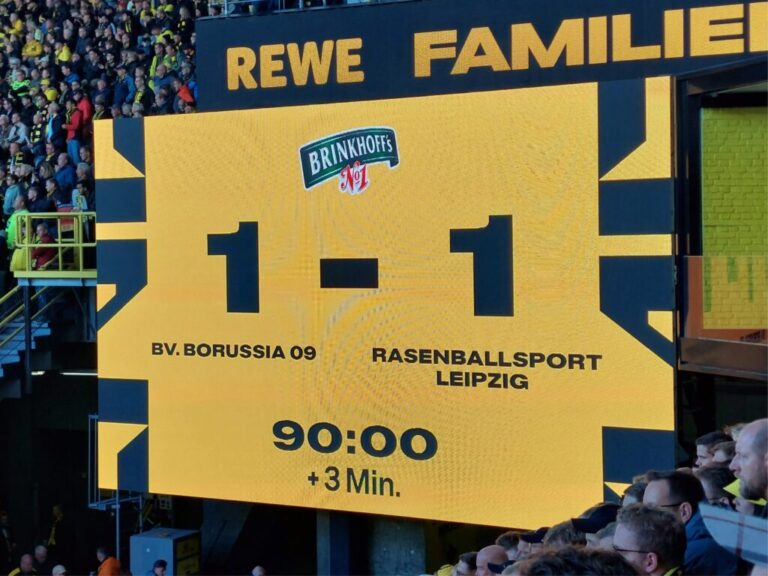 REWE FAMILIE
BRINKHOFF's
No1
1 - 1
BV. BORUSSIA 09
RASENBALLSPORT
LEIPZIG
90:00
+3 Min.